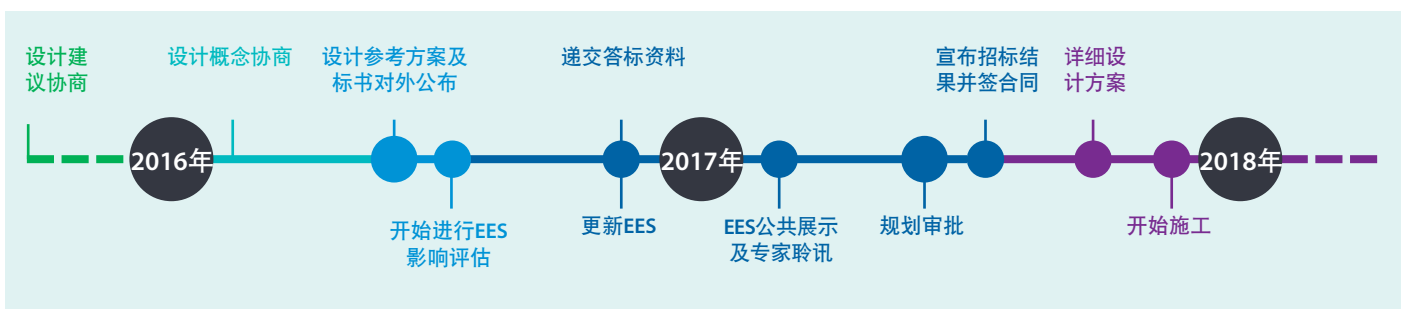 设计建
议协商
设计概念协商
设计参考方案及
标书对外公布
递交答标资料
宣布招标结
果并签合同
详细设
计方案
2016年
2017年
2018年
开始进行EES
影响评估
更新EES
EES公共展示
及专家聆讯
规划审批
开始施工